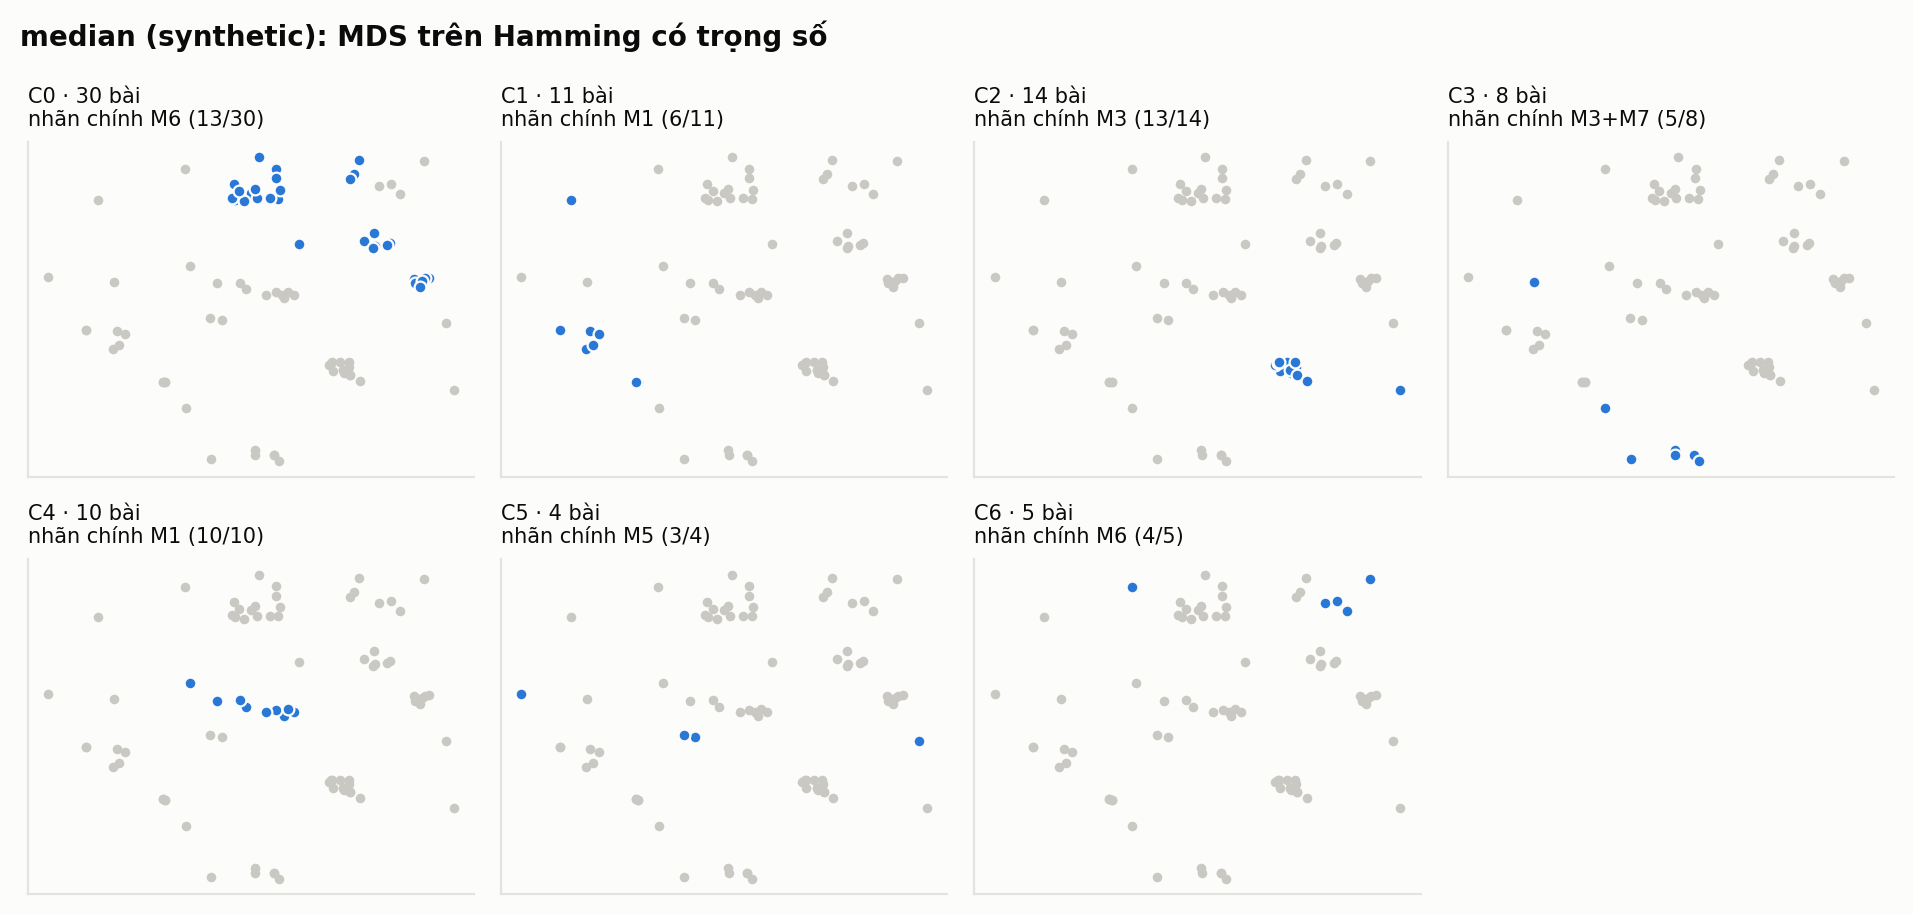 median (synthetic): MDS trên Hamming có trọng số
C0 · 30 bài
nhãn chính M6 (13/30)
C1 · 11 bài
nhãn chính M1 (6/11)
C2 · 14 bài
nhãn chính M3 (13/14)
C3 · 8 bài
nhãn chính M3+M7 (5/8)
C4 · 10 bài
nhãn chính M1 (10/10)
C5 · 4 bài
nhãn chính M5 (3/4)
C6 · 5 bài
nhãn chính M6 (4/5)